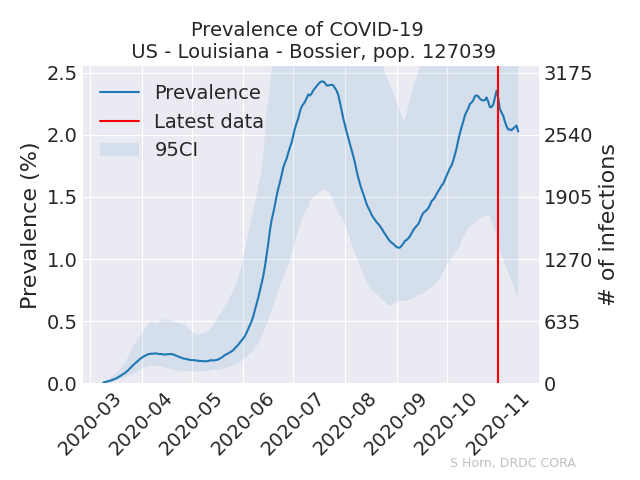 Prevalence of COVID-19
US - Louisiana - Bossier, pop. 127039
Prevalence (%)
2.5
2.0
1.5
1.0
0.5
0.0
Prevalence
Latest data
95CI
3175
2540
1905
1270
635
0
# of infections
2020-03
2020-04
2020-05
2020-06
2020-07
2020-08
2020-09
2020-10
2020-11
S Horn, DRDC CORA